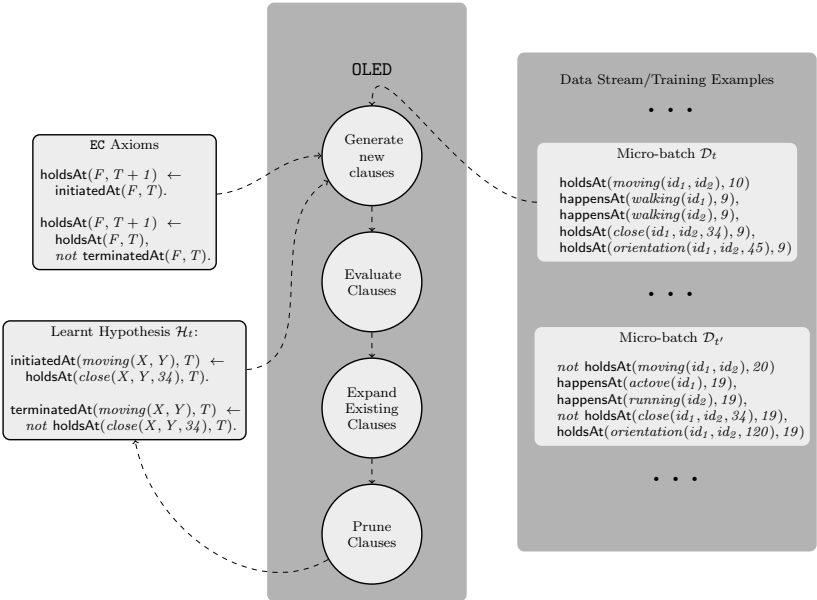 OLED
Generate
new
clauses
Evaluate
Clauses
Expand
Existing
Clauses
Prune
Clauses
EC Axioms
holdsAt(F, T + 1) ←
initiatedAt(F, T).
holdsAt(F, T + 1) ←
holdsAt(F, T),
not terminatedAt(F, T).
Learnt Hypothesis ℋₜ:
initiatedAt(moving(X, Y), T) ←
holdsAt(close(X, Y, 34), T).
terminatedAt(moving(X, Y), T) ←
not holdsAt(close(X, Y, 34), T).
Data Stream/Training Examples
• • •
Micro-batch 𝒟ₜ
holdsAt(moving(id₁, id₂), 10)
happensAt(walking(id₁), 9),
happensAt(walking(id₂), 9),
holdsAt(close(id₁, id₂, 34), 9),
holdsAt(orientation(id₁, id₂, 45), 9)
• • •
Micro-batch 𝒟ₜ′
not holdsAt(moving(id₁, id₂), 20)
happensAt(actove(id₁), 19),
happensAt(running(id₂), 19),
not holdsAt(close(id₁, id₂, 34), 19),
holdsAt(orientation(id₁, id₂, 120), 19)
• • •